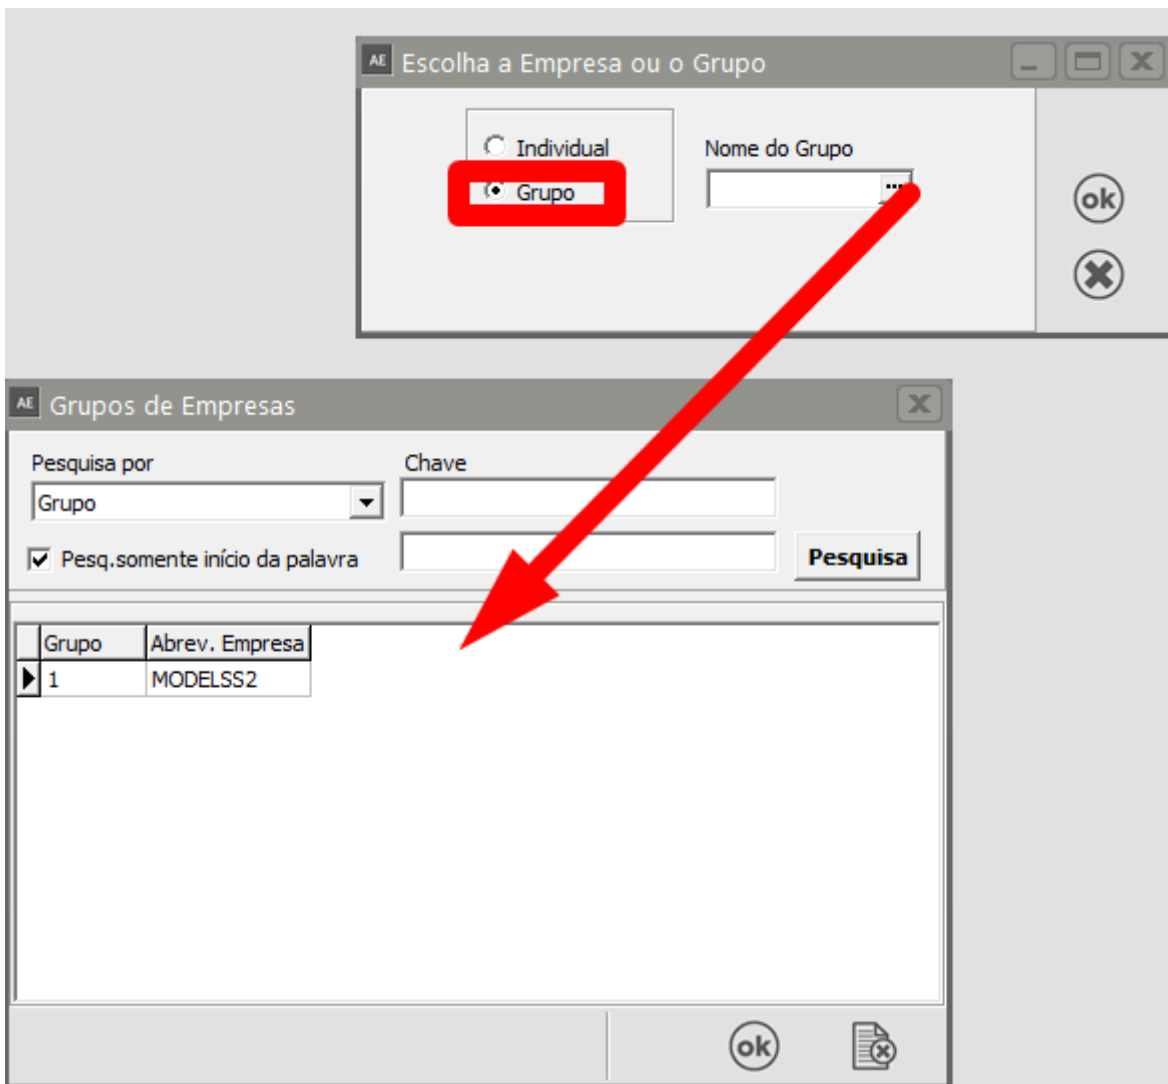 AE Escolha a Empresa ou o Grupo
Individual
Grupo
Nome do Grupo
...
ok
AE Grupos de Empresas
Pesquisa por
Chave
Grupo
Pesq.somente início da palavra
Pesquisa
Grupo Abrev. Empresa
1 MODELSS2
ok